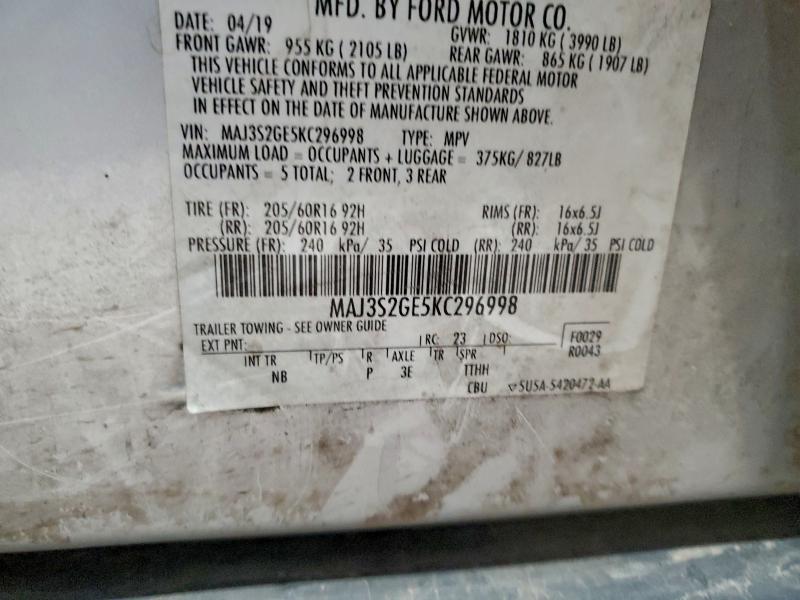 MFD. BY FORD MOTOR CO.
DATE: 04/19 GVWR: 1810 KG ( 3990 LB)
FRONT GAWR: 955 KG ( 2105 LB) REAR GAWR: 865 KG ( 1907 LB)
THIS VEHICLE CONFORMS TO ALL APPLICABLE FEDERAL MOTOR
VEHICLE SAFETY AND THEFT PREVENTION STANDARDS
IN EFFECT ON THE DATE OF MANUFACTURE SHOWN ABOVE.
VIN: MAJ3S2GE5KC296998 TYPE: MPV
MAXIMUM LOAD = OCCUPANTS + LUGGAGE = 375KG/ 827LB
OCCUPANTS = 5 TOTAL; 2 FRONT, 3 REAR
TIRE (FR): 205/60R16 92H RIMS (FR): 16x6.5J
(RR): 205/60R16 92H (RR): 16x6.5J
PRESSURE (FR): 240 kPa/ 35 PSI COLD (RR): 240 kPa/ 35 PSI COLD
MAJ3S2GE5KC296998
TRAILER TOWING - SEE OWNER GUIDE
EXT PNT: RC: 23 DSO: F0029
R0043
INT TR TP/PS R AXLE TR SPR
NB P 3E TTHH
CBU 5U5A-5420472-AA